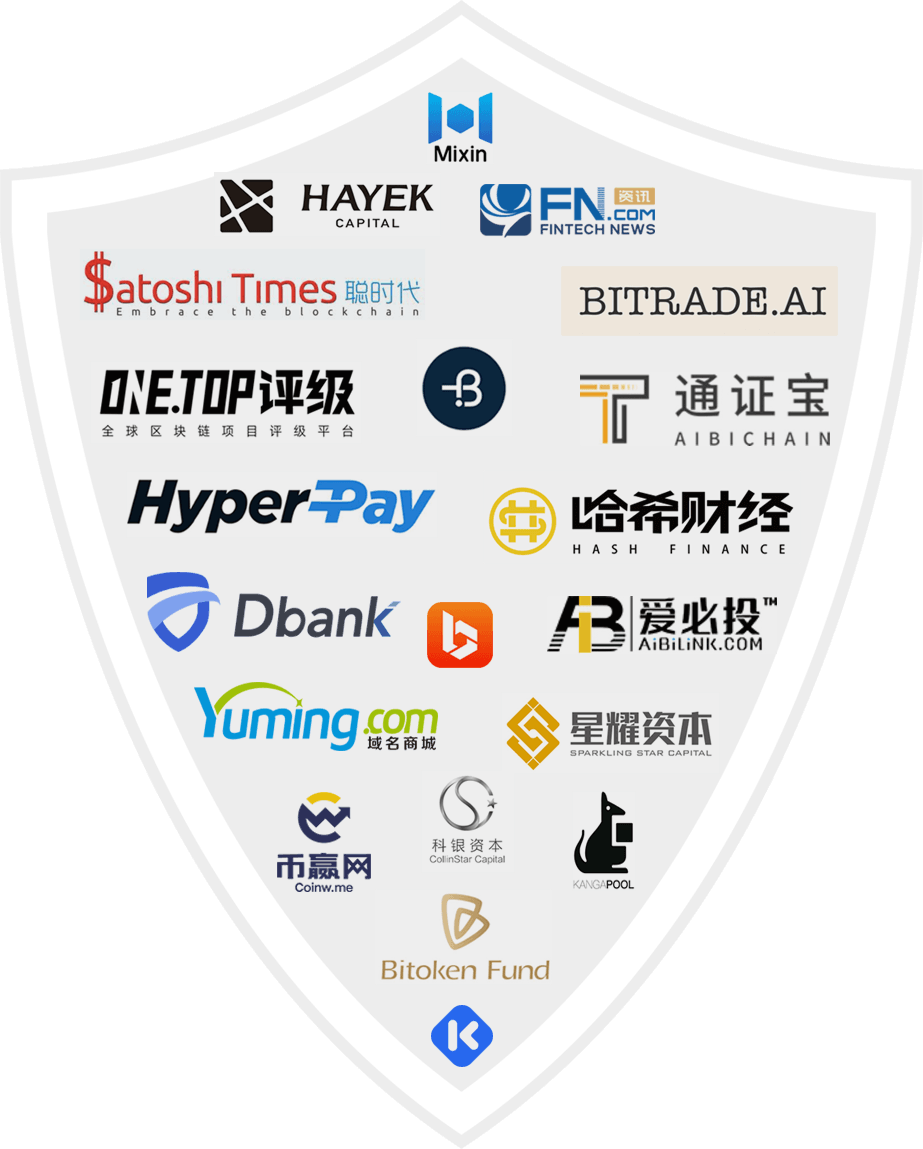 Mixin
HAYEK
CAPITAL
FN.COM 资讯
FINTECH NEWS
$atoshi Times 聪时代
Embrace the blockchain
BITRADE.AI
ONE.TOP评级
全球区块链项目评级平台
通证宝
AIBICHAIN
HyperPay
哈希财经
HASH FINANCE
Dbank
AiB 爱必投™
AiBiLiNK.COM
Yuming.com
域名商城
星耀资本
SPARKLING STAR CAPITAL
币赢网
Coinw.me
科银资本
CollinStar Capital
KANGAPOOL
Bitoken Fund